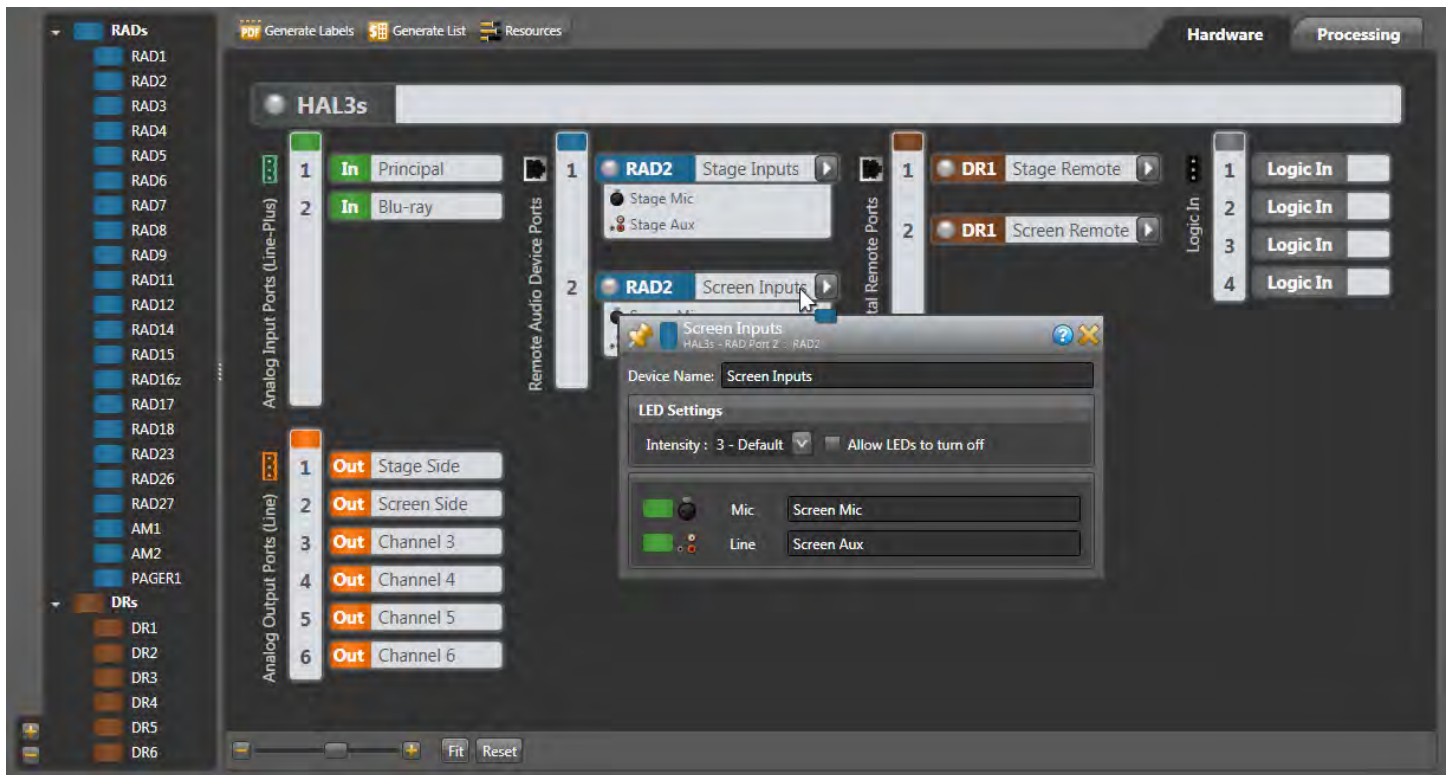 RADs
RAD1
RAD2
RAD3
RAD4
RAD5
RAD6
RAD7
RAD8
RAD9
RAD11
RAD12
RAD14
RAD15
RAD16z
RAD17
RAD18
RAD23
RAD26
RAD27
AM1
AM2
PAGER1
DRs
DR1
DR2
DR3
DR4
DR5
DR6
PDF Generate Labels Generate List Resources
Hardware Processing
HAL3s
Analog Input Ports (Line-Plus)
1 In Principal
2 In Blu-ray
Remote Audio Device Ports
1 RAD2 Stage Inputs
Stage Mic
Stage Aux
2 RAD2 Screen Inputs
tal Remote Ports
1 DR1 Stage Remote
2 DR1 Screen Remote
Logic In
1 Logic In
2 Logic In
3 Logic In
4 Logic In
Screen Inputs
HAL3s - RAD Port 2 : RAD2
Device Name: Screen Inputs
LED Settings
Intensity : 3 - Default Allow LEDs to turn off
Mic Screen Mic
Line Screen Aux
Analog Output Ports (Line)
1 Out Stage Side
2 Out Screen Side
3 Out Channel 3
4 Out Channel 4
5 Out Channel 5
6 Out Channel 6
Fit Reset